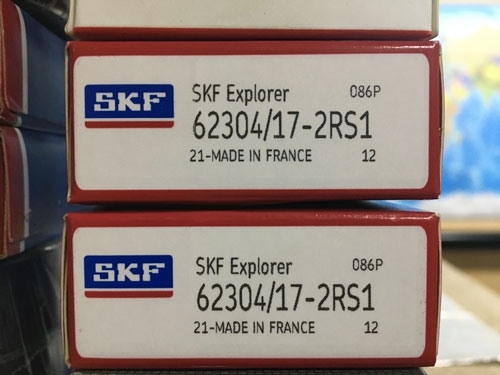 SKF
SKF Explorer 086P
62304/17-2RS1
21-MADE IN FRANCE 12
SKF
SKF Explorer 086P
62304/17-2RS1
21-MADE IN FRANCE 12